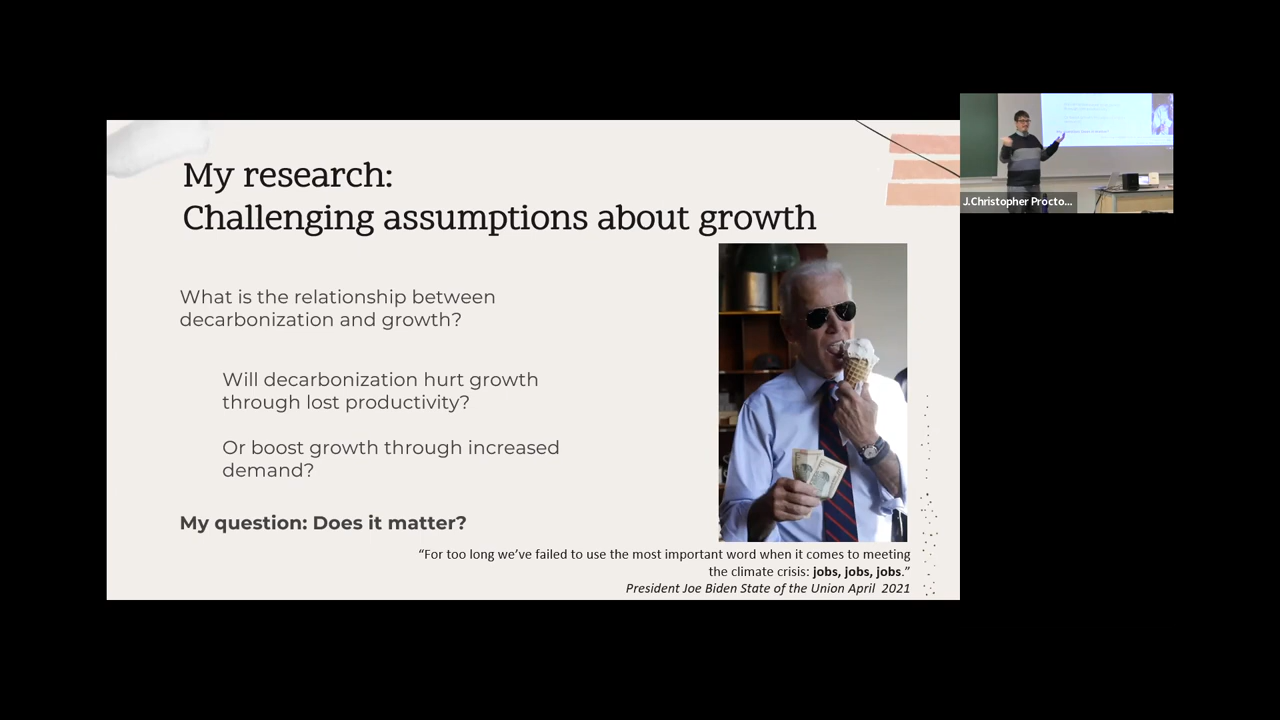 My research:
Challenging assumptions about growth
What is the relationship between
decarbonization and growth?
Will decarbonization hurt growth
through lost productivity?
Or boost growth through increased
demand?
My question: Does it matter?
“For too long we’ve failed to use the most important word when it comes to meeting
the climate crisis: jobs, jobs, jobs.”
President Joe Biden State of the Union April 2021
J.Christopher Procto...